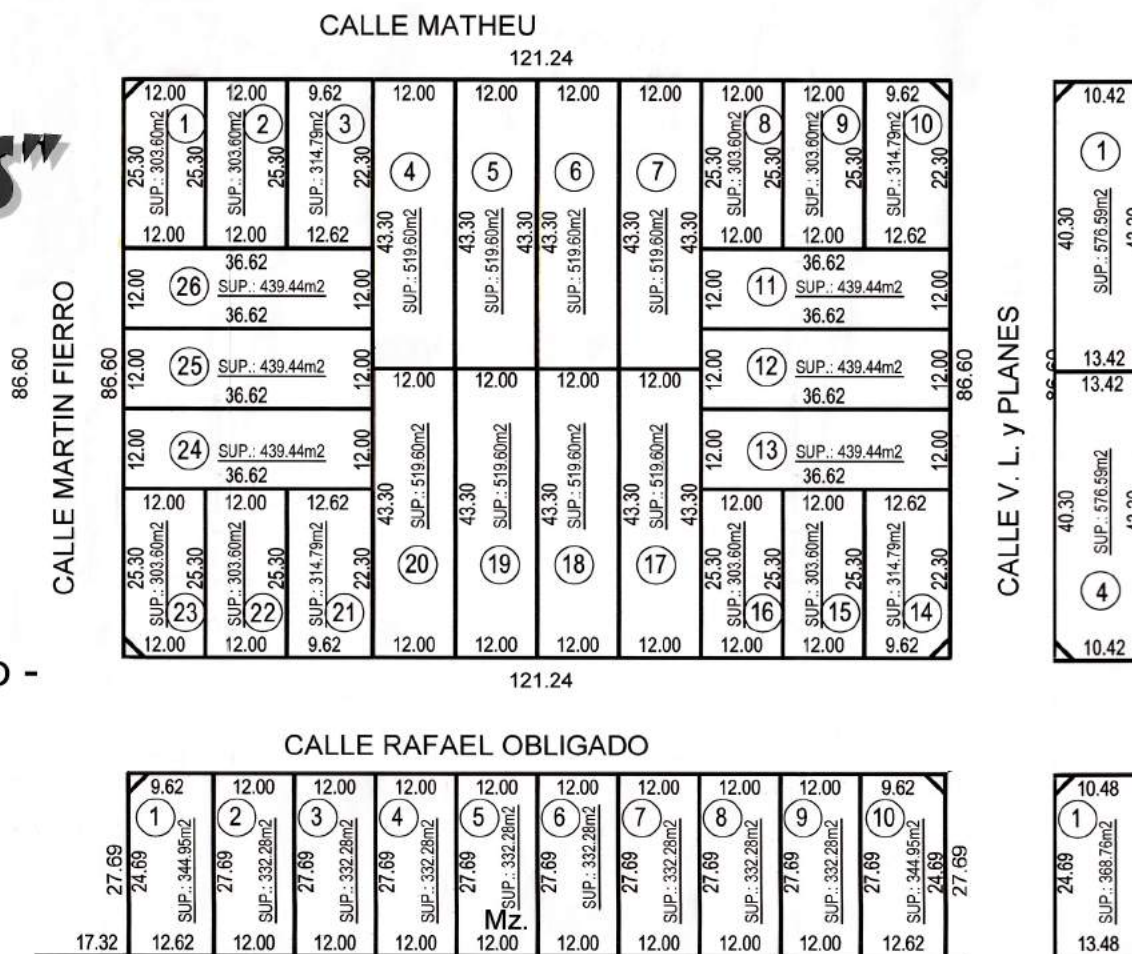 CALLE MATHEU
121.24
12.00 12.00 9.62 12.00 12.00 12.00 12.00 12.00 12.00 9.62
1 2 3 4 5 6 7 8 9 10
25.30 SUP.: 303.60m2 25.30 SUP.: 303.60m2 25.30 SUP.: 314.79m2 22.30
43.30 SUP.: 519.60m2 43.30 SUP.: 519.60m2 43.30 43.30 SUP.: 519.60m2 43.30 SUP.: 519.60m2 43.30
25.30 SUP.: 303.60m2 25.30 SUP.: 303.60m2 25.30 SUP.: 314.79m2 22.30
12.00 12.00 12.62 12.00 12.00 12.62
36.62 36.62
12.00 26 SUP.: 439.44m2 12.00 12.00 11 SUP.: 439.44m2 12.00
36.62 36.62
12.00 25 SUP.: 439.44m2 12.00 12.00 12 SUP.: 439.44m2 12.00
36.62 36.62
12.00 12.00 12.00 12.00
12.00 24 SUP.: 439.44m2 12.00 12.00 13 SUP.: 439.44m2 12.00
36.62 36.62
12.00 12.00 12.62 12.00 12.00 12.62
25.30 SUP.: 303.60m2 25.30 SUP.: 303.60m2 25.30 SUP.: 314.79m2 22.30
43.30 SUP.: 519.60m2 43.30 SUP.: 519.60m2 43.30 SUP.: 519.60m2 43.30 SUP.: 519.60m2 43.30
25.30 SUP.: 303.60m2 25.30 SUP.: 303.60m2 25.30 SUP.: 314.79m2 22.30
23 22 21 20 19 18 17 16 15 14
12.00 12.00 9.62 12.00 12.00 12.00 12.00 12.00 12.00 9.62
121.24
86.60
CALLE MARTIN FIERRO
86.60
86.60
CALLE V. L. y PLANES
10.42
1
40.30 SUP.: 576.59m2
13.42
13.42
40.30 SUP.: 576.59m2
4
10.42
CALLE RAFAEL OBLIGADO
9.62 12.00 12.00 12.00 12.00 12.00 12.00 12.00 12.00 9.62
1 2 3 4 5 6 7 8 9 10
27.69 24.69 SUP.: 344.95m2 27.69 SUP.: 332.28m2 27.69 SUP.: 332.28m2 27.69 SUP.: 332.28m2 27.69 SUP.: 332.28m2 27.69 SUP.: 332.28m2 27.69 SUP.: 332.28m2 27.69 SUP.: 332.28m2 27.69 SUP.: 332.28m2 27.69 SUP.: 344.95m2 24.69 27.69
Mz.
17.32 12.62 12.00 12.00 12.00 12.00 12.00 12.00 12.00 12.00 12.62
10.48
1
24.69 SUP.: 368.76m2
13.48